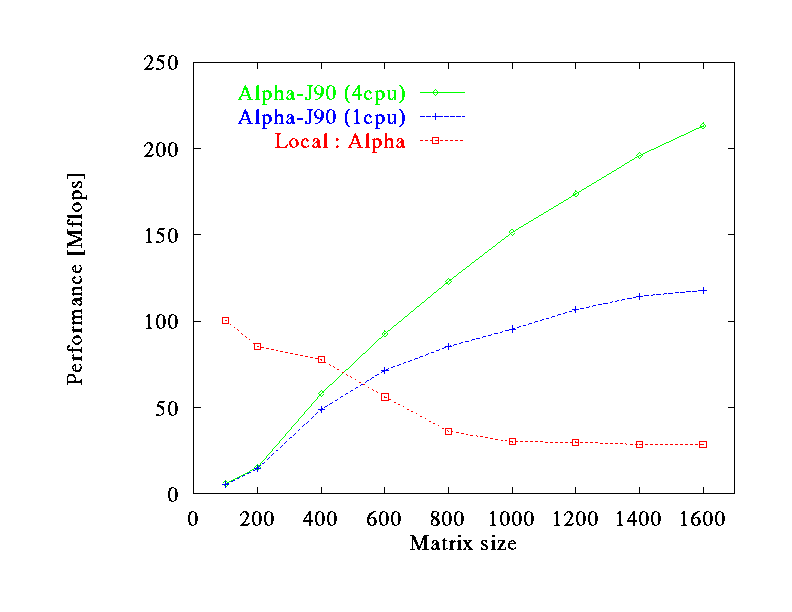 250
200
150
100
50
0
Performance [Mflops]
Alpha-J90 (4cpu)
Alpha-J90 (1cpu)
Local : Alpha
0 200 400 600 800 1000 1200 1400 1600
Matrix size